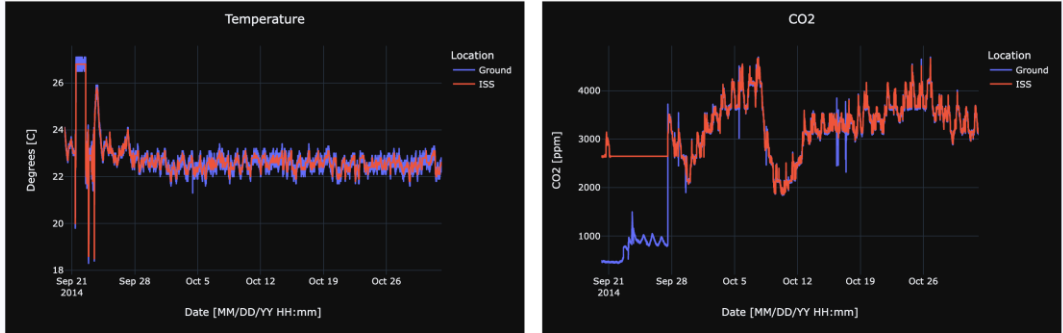 Temperature
Location
Ground
ISS
26
24
22
20
18
Degrees [C]
Sep 21
2014
Sep 28
Oct 5
Oct 12
Oct 19
Oct 26
Date [MM/DD/YY HH:mm]
CO2
Location
Ground
ISS
4000
3000
2000
1000
CO2 [ppm]
Sep 21
2014
Sep 28
Oct 5
Oct 12
Oct 19
Oct 26
Date [MM/DD/YY HH:mm]